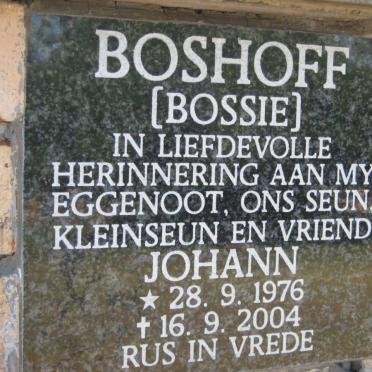 BOSHOFF
[BOSSIE]
IN LIEFDEVOLLE
HERINNERING AAN MY
EGGENOOT, ONS SEUN,
KLEINSEUN EN VRIEND
JOHANN
★ 28. 9. 1976
✝ 16. 9. 2004
RUS IN VREDE